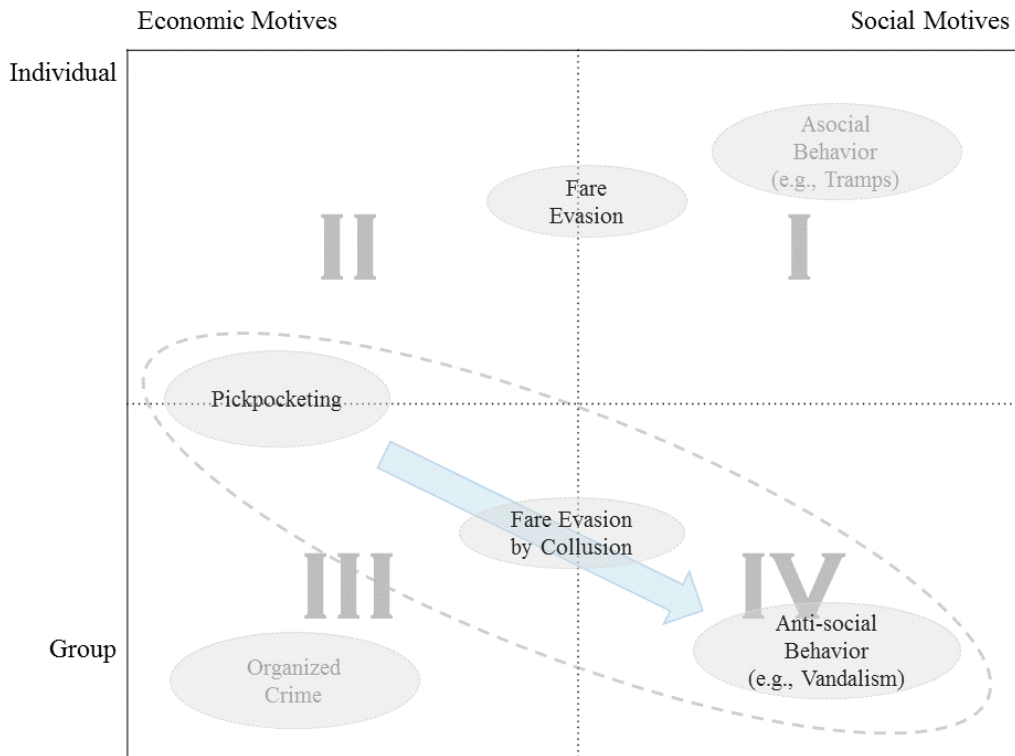 Economic Motives
Social Motives
Individual
Asocial
Behavior
(e.g., Tramps)
Fare
Evasion
II
I
Pickpocketing
Fare Evasion
by Collusion
III
IV
Anti-social
Behavior
(e.g., Vandalism)
Group
Organized
Crime